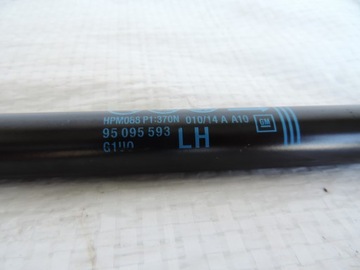 HPM088 P1:370N 010/14 A A10
95 095 593 LH GM